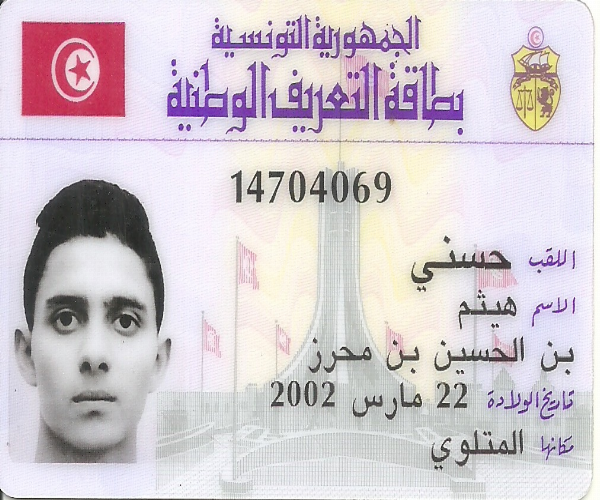 الجمهورية التونسية
بطاقة التعريف الوطنية
14704069
اللقب حسني
الاسم هيثم
بن الحسين بن محرز
تاريخ الولادة 22 مارس 2002
مكانها المتلوي